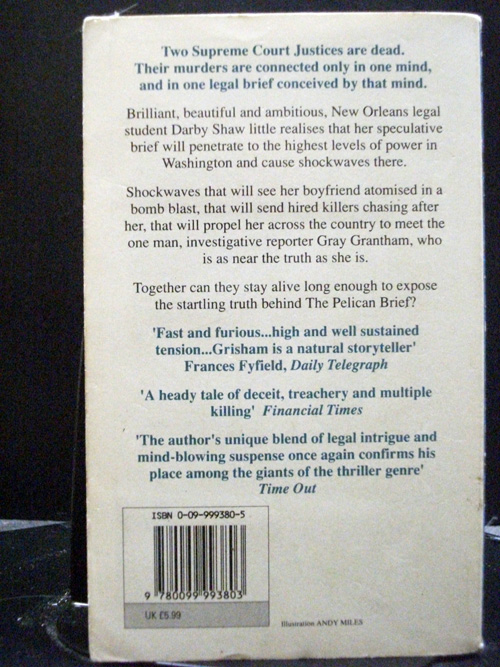 Two Supreme Court Justices are dead.
Their murders are connected only in one mind,
and in one legal brief conceived by that mind.
Brilliant, beautiful and ambitious, New Orleans legal
student Darby Shaw little realises that her speculative
brief will penetrate to the highest levels of power in
Washington and cause shockwaves there.
Shockwaves that will see her boyfriend atomised in a
bomb blast, that will send hired killers chasing after
her, that will propel her across the country to meet the
one man, investigative reporter Gray Grantham, who
is as near the truth as she is.
Together can they stay alive long enough to expose
the startling truth behind The Pelican Brief?
'Fast and furious...high and well sustained
tension...Grisham is a natural storyteller'
Frances Fyfield, Daily Telegraph
'A heady tale of deceit, treachery and multiple
killing' Financial Times
'The author's unique blend of legal intrigue and
mind-blowing suspense once again confirms his
place among the giants of the thriller genre'
Time Out
ISBN 0-09-999380-5
9 780099 993803
UK £5.99
Illustration ANDY MILES